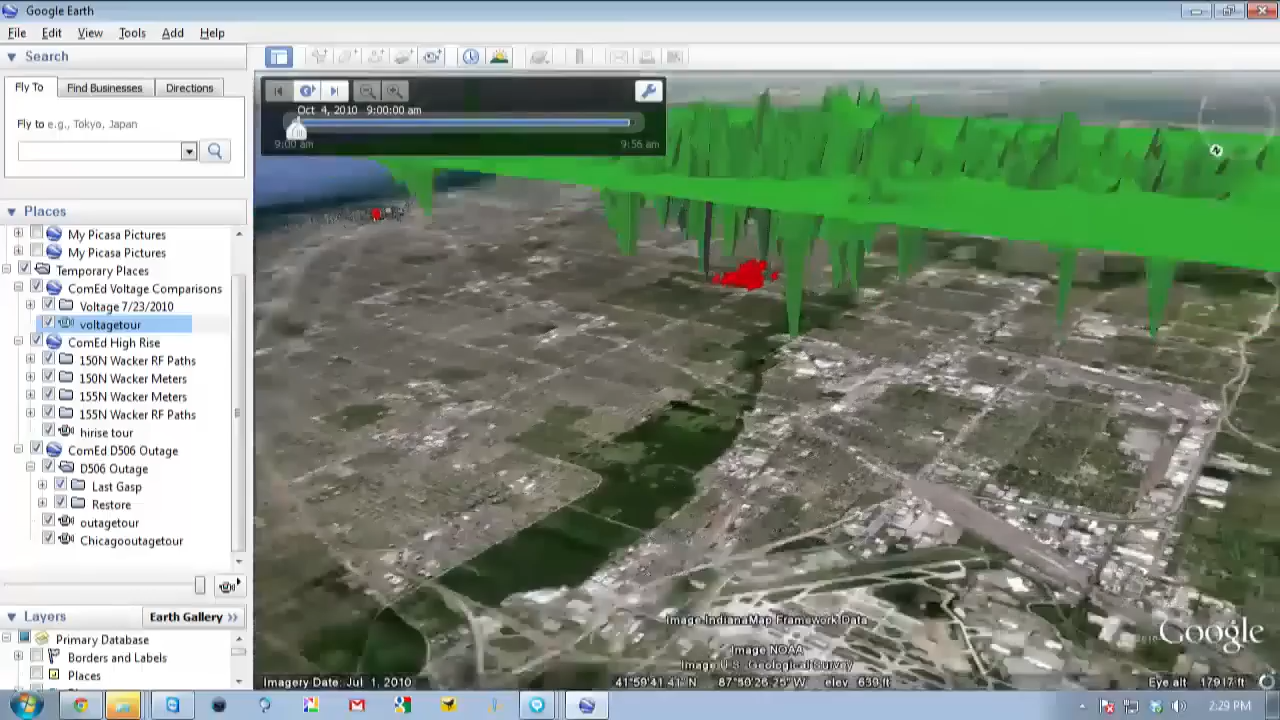 Google Earth
File Edit View Tools Add Help
Search
Fly To Find Businesses Directions
Fly to e.g., Tokyo, Japan
Oct 4, 2010 9:00:00 am
9:00 am 9:56 am
Places
My Picasa Pictures
My Picasa Pictures
Temporary Places
ComEd Voltage Comparisons
Voltage 7/23/2010
voltagetour
ComEd High Rise
150N Wacker RF Paths
150N Wacker Meters
155N Wacker Meters
155N Wacker RF Paths
hirise tour
ComEd D506 Outage
D506 Outage
Last Gasp
Restore
outagetour
Chicagooutagetour
Layers Earth Gallery >>
Primary Database
Borders and Labels
Places
Image IndianaMap Framework Data
Image NOAA
Image U.S. Geological Survey
Google
Imagery Date: Jul 1, 2010 41°59'41.41" N 87°50'26.25" W elev 639 ft Eye alt 17917 ft
2:29 PM